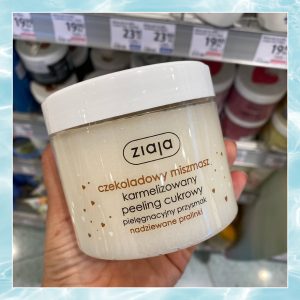 ziaja
czekoladowy miszmasz
karmelizowany
peeling cukrowy
pielęgnacyjny przysmak
nadziewane pralinki